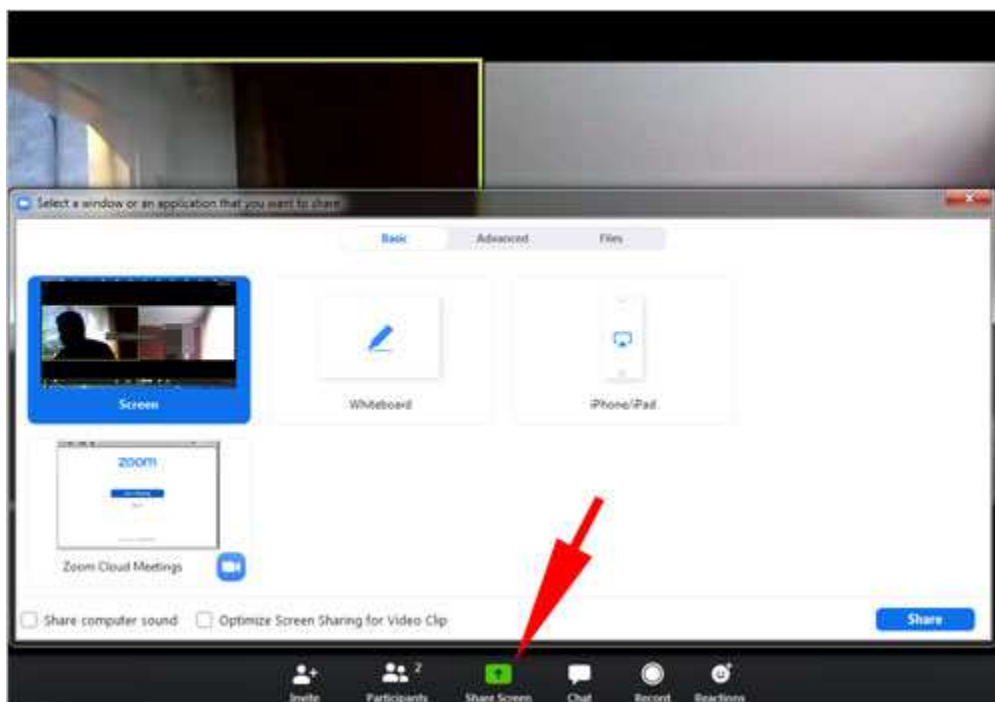 Select a window or an application that you want to share
Basic Advanced Files
Screen
Whiteboard
iPhone/iPad
zoom
Zoom Cloud Meetings
Share computer sound Optimize Screen Sharing for Video Clip
Share
2
Invite Participants Share Screen Chat Record Reactions